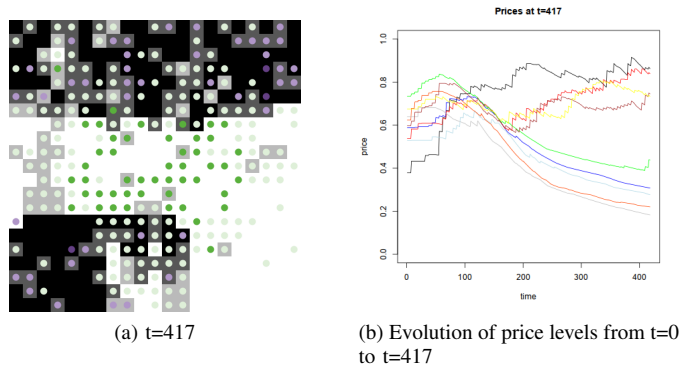 Prices at t=417
1.0
0.8
0.6
0.4
0.2
0.0
price
0 100 200 300 400
time
(a) t=417
(b) Evolution of price levels from t=0
to t=417